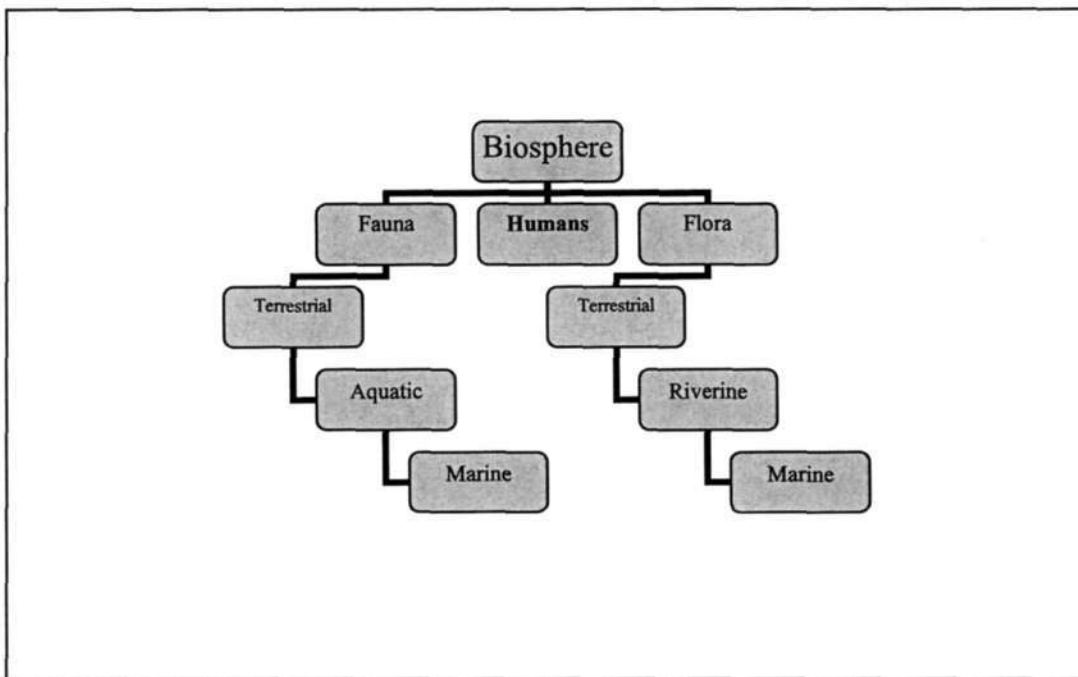 Biosphere
Fauna
Humans
Flora
Terrestrial
Terrestrial
Aquatic
Riverine
Marine
Marine